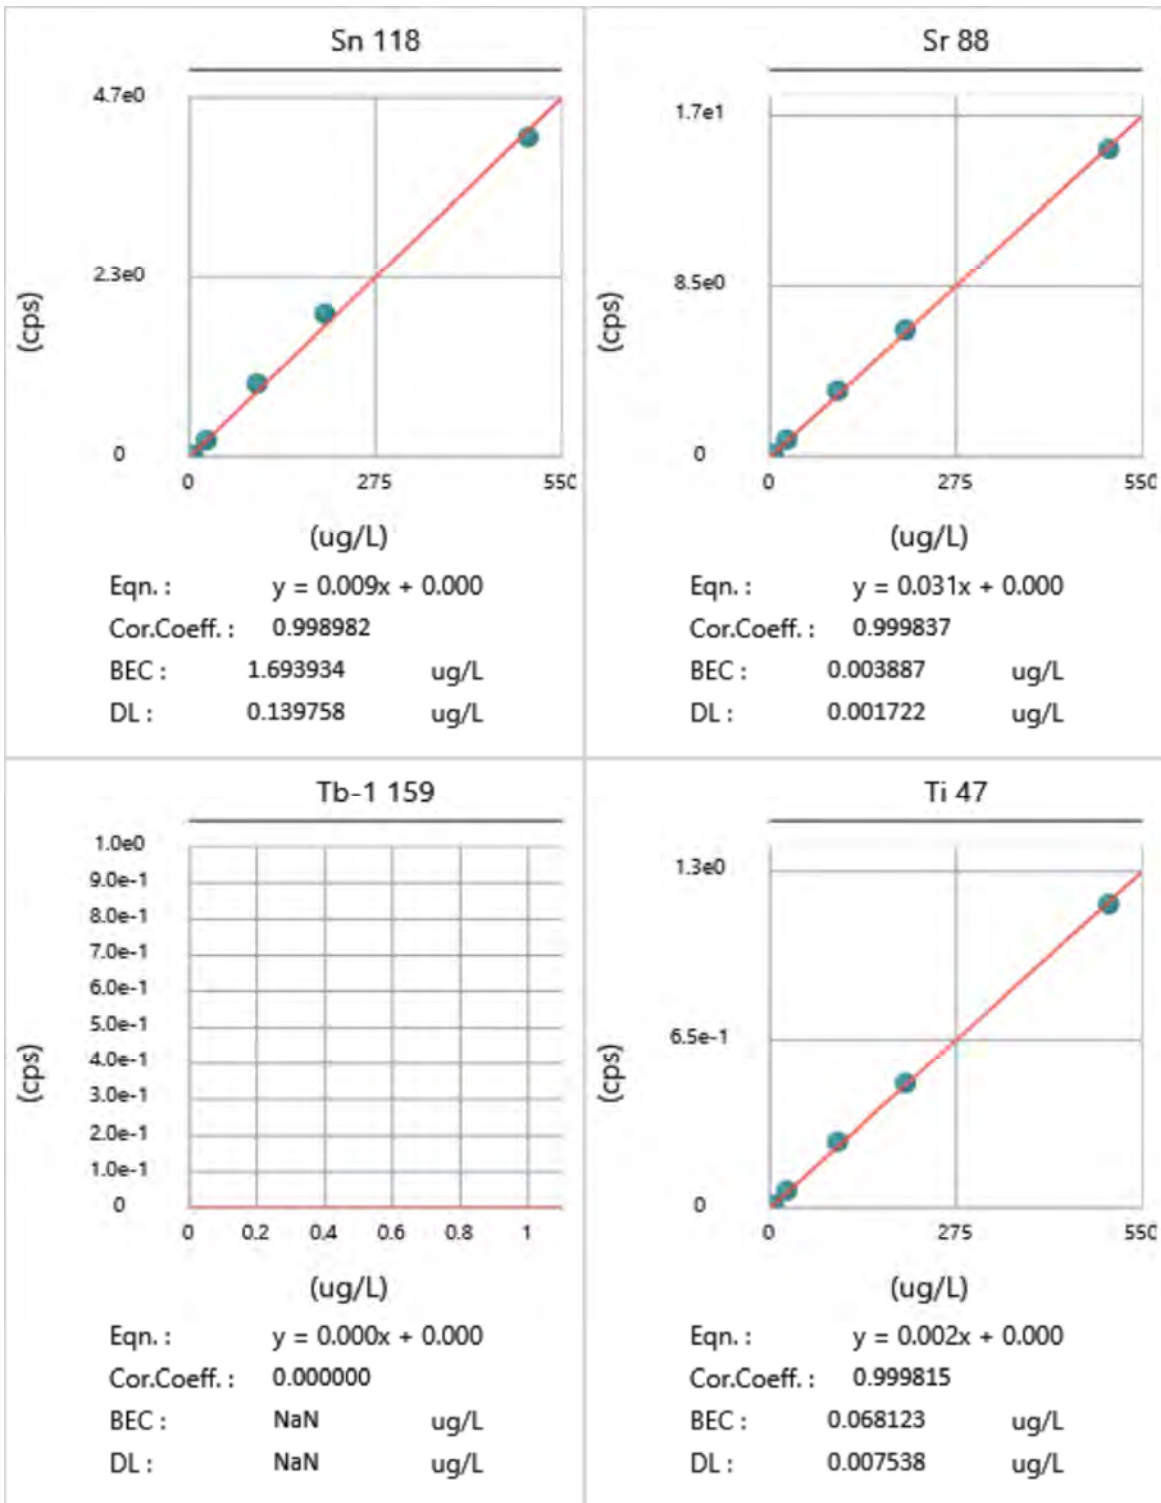 Sn 118
4.7e0
2.3e0
0
0 275 550
(cps)
(ug/L)
Eqn. : y = 0.009x + 0.000
Cor.Coeff. : 0.998982
BEC : 1.693934 ug/L
DL : 0.139758 ug/L
Sr 88
1.7e1
8.5e0
0
0 275 550
(cps)
(ug/L)
Eqn. : y = 0.031x + 0.000
Cor.Coeff. : 0.999837
BEC : 0.003887 ug/L
DL : 0.001722 ug/L
Tb-1 159
1.0e0
9.0e-1
8.0e-1
7.0e-1
6.0e-1
5.0e-1
4.0e-1
3.0e-1
2.0e-1
1.0e-1
0
0 0.2 0.4 0.6 0.8 1
(cps)
(ug/L)
Eqn. : y = 0.000x + 0.000
Cor.Coeff. : 0.000000
BEC : NaN ug/L
DL : NaN ug/L
Ti 47
1.3e0
6.5e-1
0
0 275 550
(cps)
(ug/L)
Eqn. : y = 0.002x + 0.000
Cor.Coeff. : 0.999815
BEC : 0.068123 ug/L
DL : 0.007538 ug/L